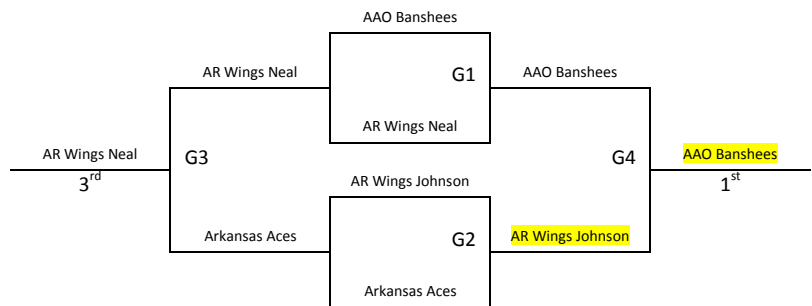 AAO Banshees
AR Wings Neal G1 AAO Banshees
AR Wings Neal
AR Wings Neal G3 G4 AAO Banshees
3rd AR Wings Johnson 1st
Arkansas Aces G2 AR Wings Johnson
Arkansas Aces